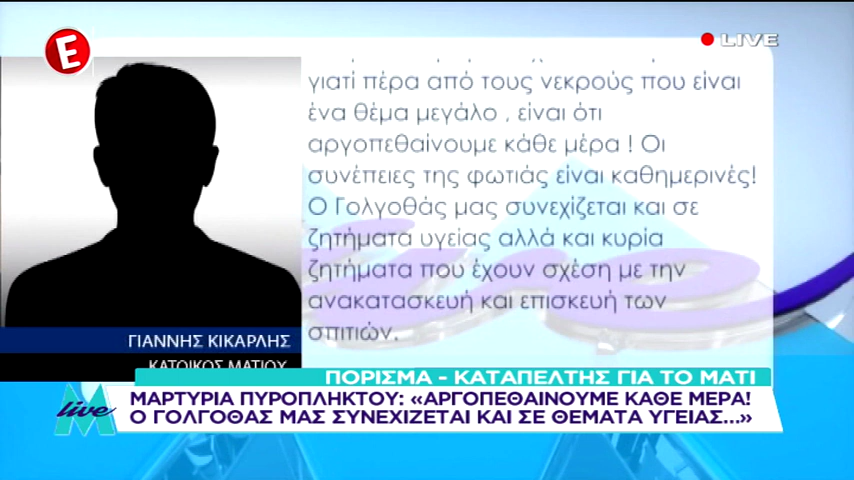 E
LIVE
γιατί πέρα από τους νεκρούς που είναι
ένα θέμα μεγάλο , είναι ότι
αργοπεθαίνουμε κάθε μέρα ! Οι
συνέπειες της φωτιάς είναι καθημερινές!
Ο Γολγοθάς μας συνεχίζεται και σε
ζητήματα υγείας αλλά και κυρία
ζητήματα που έχουν σχέση με την
ανακατασκευή και επισκευή των
σπιτιών.
ΓΙΑΝΝΗΣ ΚΙΚΑΡΛΗΣ
ΚΑΤΟΙΚΟΣ ΜΑΤΙΟΥ
ΠΟΡΙΣΜΑ - ΚΑΤΑΠΕΛΤΗΣ ΓΙΑ ΤΟ ΜΑΤΙ
M live
ΜΑΡΤΥΡΙΑ ΠΥΡΟΠΛΗΚΤΟΥ: «ΑΡΓΟΠΕΘΑΙΝΟΥΜΕ ΚΑΘΕ ΜΕΡΑ!
Ο ΓΟΛΓΟΘΑΣ ΜΑΣ ΣΥΝΕΧΙΖΕΤΑΙ ΚΑΙ ΣΕ ΘΕΜΑΤΑ ΥΓΕΙΑΣ...»